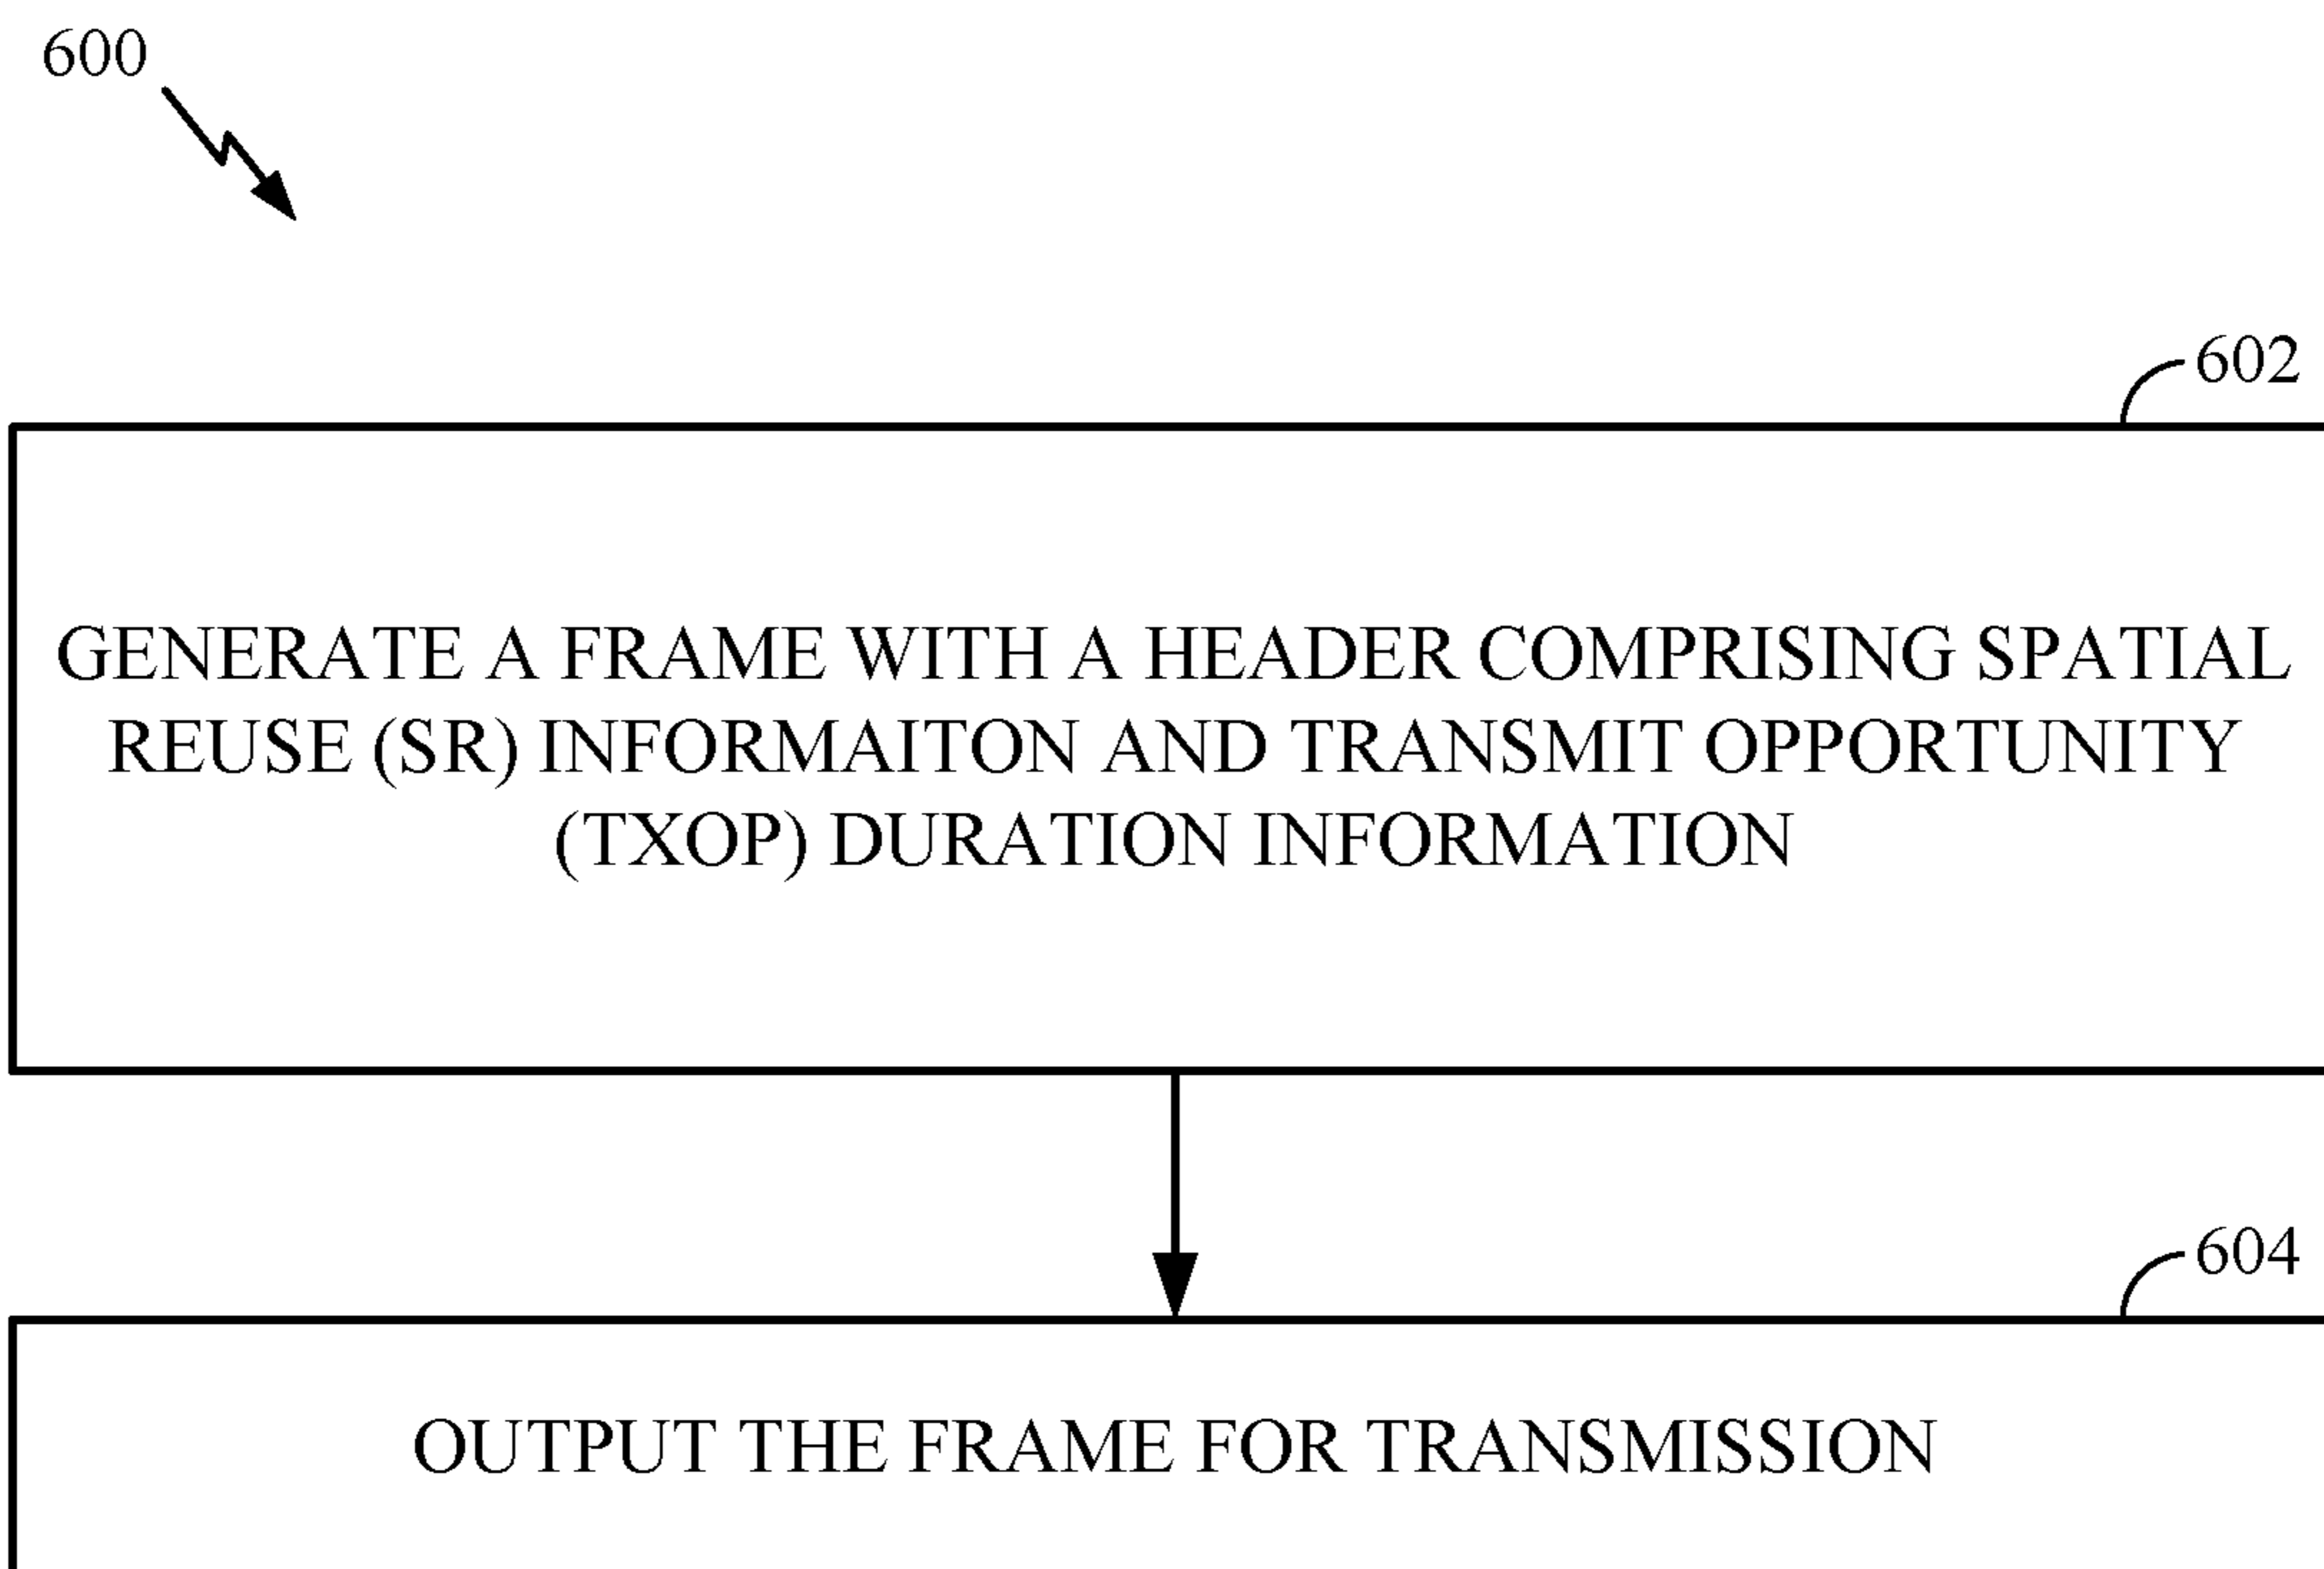 600
602
GENERATE A FRAME WITH A HEADER COMPRISING SPATIAL
REUSE (SR) INFORMAITON AND TRANSMIT OPPORTUNITY
(TXOP) DURATION INFORMATION
604
OUTPUT THE FRAME FOR TRANSMISSION